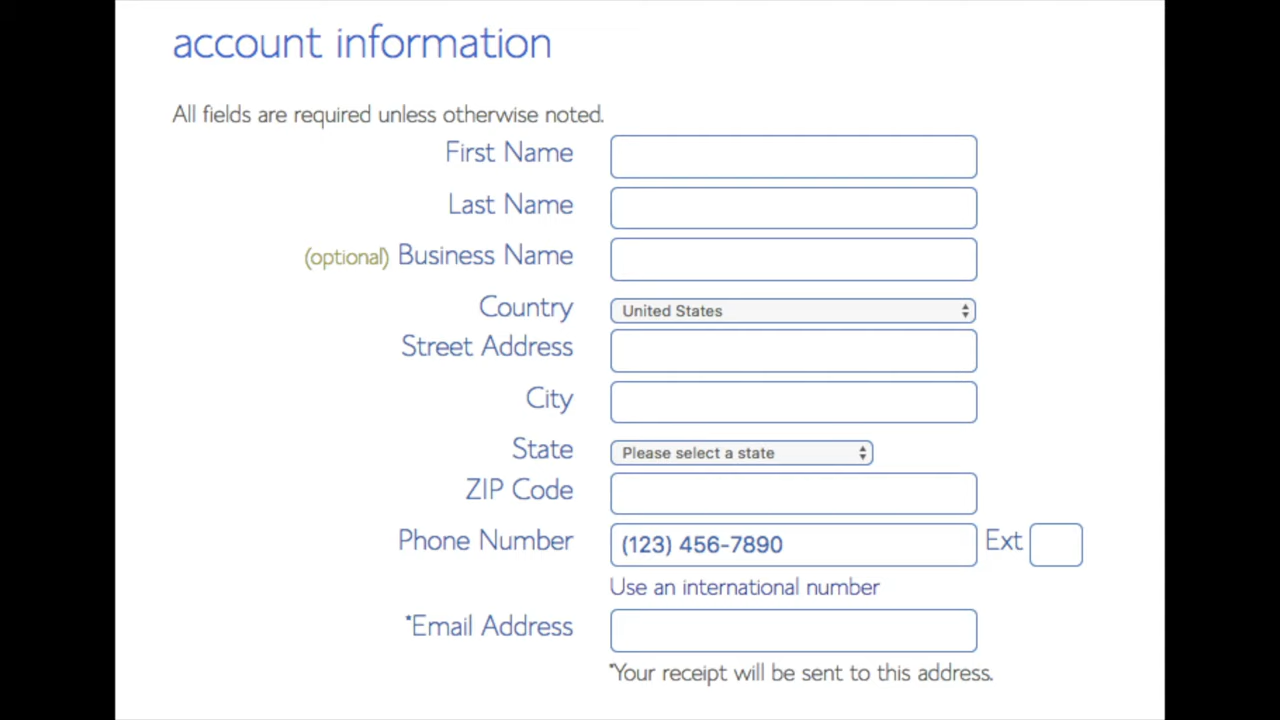 account information
All fields are required unless otherwise noted.
First Name
Last Name
(optional) Business Name
Country United States
Street Address
City
State Please select a state
ZIP Code
Phone Number (123) 456-7890 Ext
Use an international number
*Email Address
*Your receipt will be sent to this address.